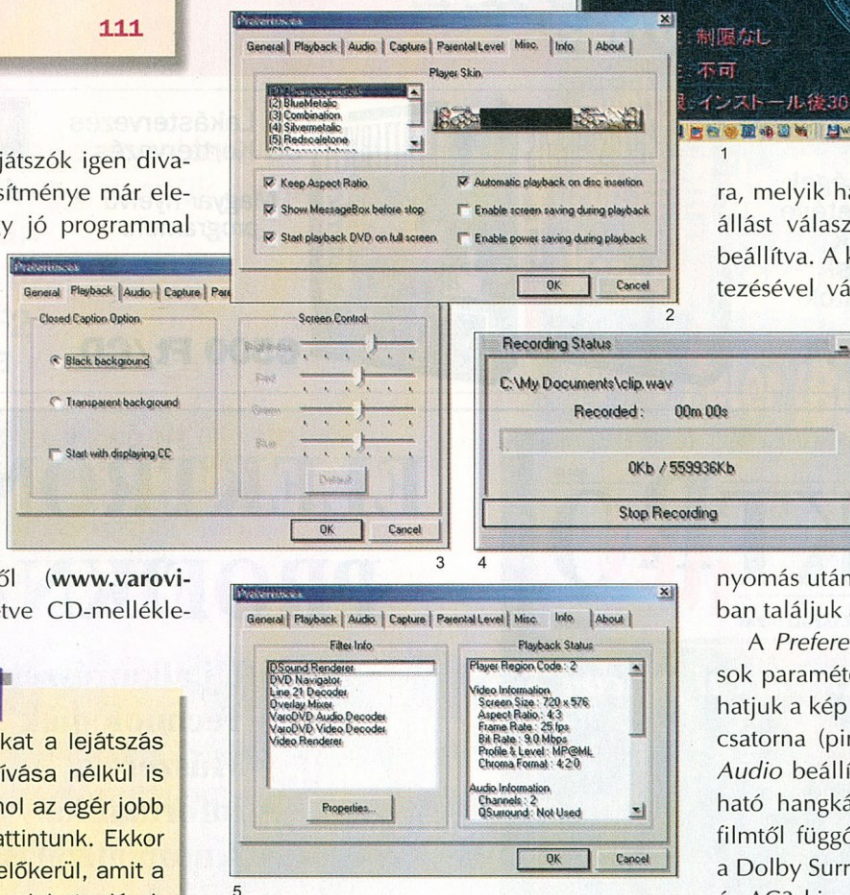 111
játszók igen diva-
sítménye már ele-
y jó programmal
Preferences
General Playback Audio Capture Parental Level Misc. Info About
Player Skin
(2) BlueMetalic
(3) Combination
(4) Silvermetalic
(5) Redscaletone
Keep Aspect Ratio
Show MessageBox before stop
Start playback DVD on full screen
Automatic playback on disc insertion
Enable screen saving during playback
Enable power saving during playback
OK Cancel
2
制限なし
不可
インストール後30
1
ra, melyik ha
állást válasz
beállítva. A k
tezésével vá
Preferences
General Playback Audio Capture Pare
Closed Caption Option
Black background
Transparent background
Start with displaying CC
Screen Control
Red
Green
Blue
Default
OK Cancel
3
Recording Status
C:\My Documents\clip.wav
Recorded : 00m 00s
0Kb / 559936Kb
Stop Recording
4
ől (www.varovi-
etve CD-mellékle-
kat a lejátszás
ívása nélkül is
nol az egér jobb
attintunk. Ekkor
előkerül, amit a
Preferences
General Playback Audio Capture Parental Level Misc. Info About
Filter Info
DSound Renderer
DVD Navigator
Line 21 Decoder
Overlay Mixer
VaroDVD Audio Decoder
VaroDVD Video Decoder
Video Renderer
Properties...
Playback Status
Player Region Code : 2
Video Information
Screen Size : 720 x 576
Aspect Ratio : 4:3
Frame Rate : 25 fps
Bit Rate : 9.0 Mbps
Profile & Level : MP@ML
Chroma Format : 4:2:0
Audio Information
Channels : 2
QSurround : Not Used
OK Cancel
5
nyomás után
ban találjuk
A Prefere
sok paraméte
hatjuk a kép
csatorna (pir
Audio beállí
ható hangká
filmtől függő
a Dolby Surr